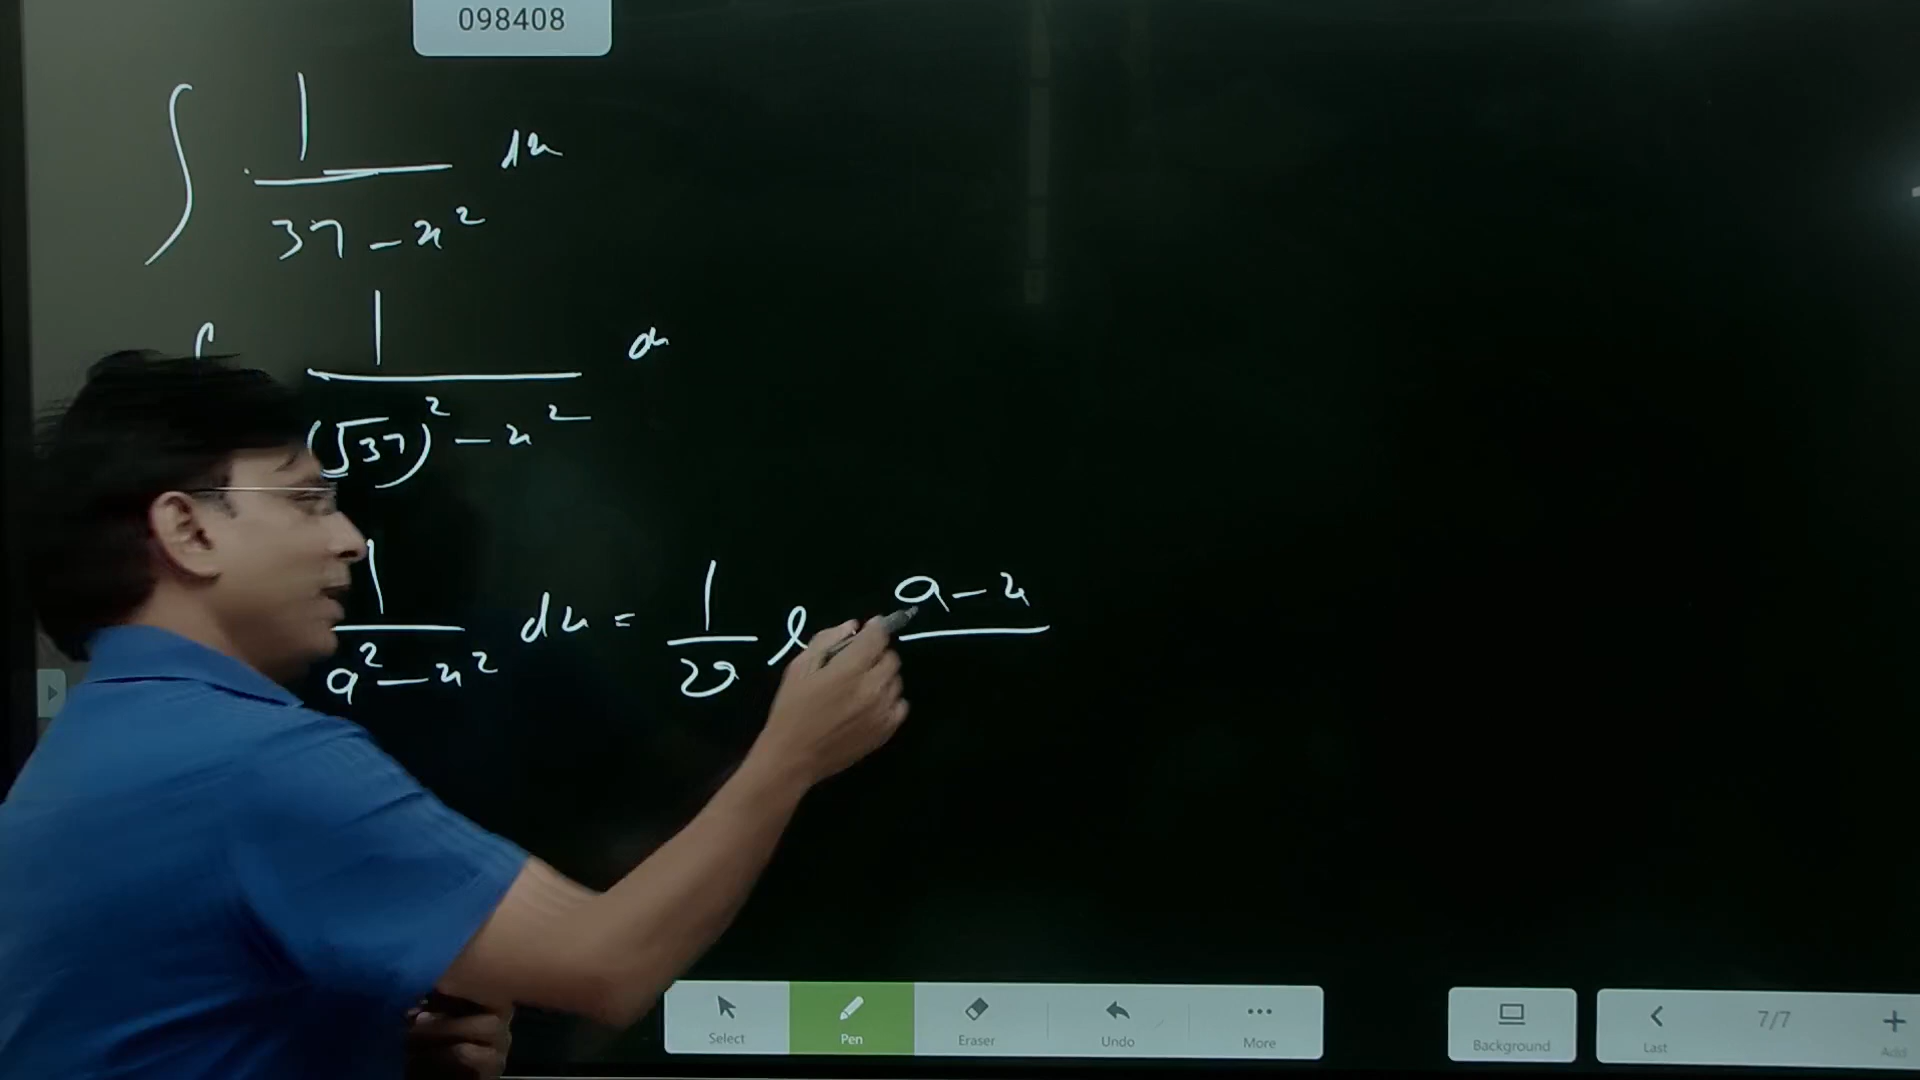 098408
∫ 1/(37 - x²) dx
∫ 1/((√37)² - x²) d
1/(a² - x²) dx = 1/2a l a - x
Select Pen Eraser Undo More Background Last 7/7 Add